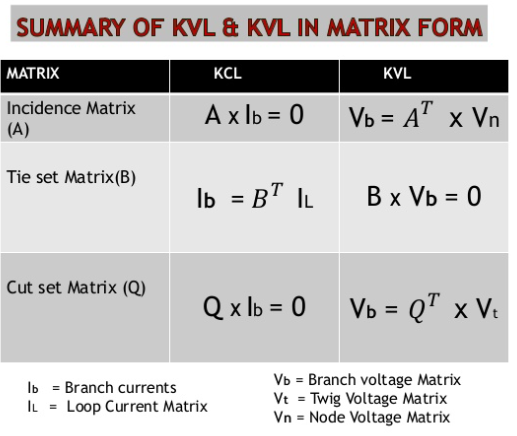 SUMMARY OF KVL & KVL IN MATRIX FORM
MATRIX KCL KVL
Incidence Matrix (A) A x Ib = 0 Vb = A^T x Vn
Tie set Matrix(B) Ib = B^T IL B x Vb = 0
Cut set Matrix (Q) Q x Ib = 0 Vb = Q^T x Vt
Ib = Branch currents
IL = Loop Current Matrix
Vb = Branch voltage Matrix
Vt = Twig Voltage Matrix
Vn = Node Voltage Matrix